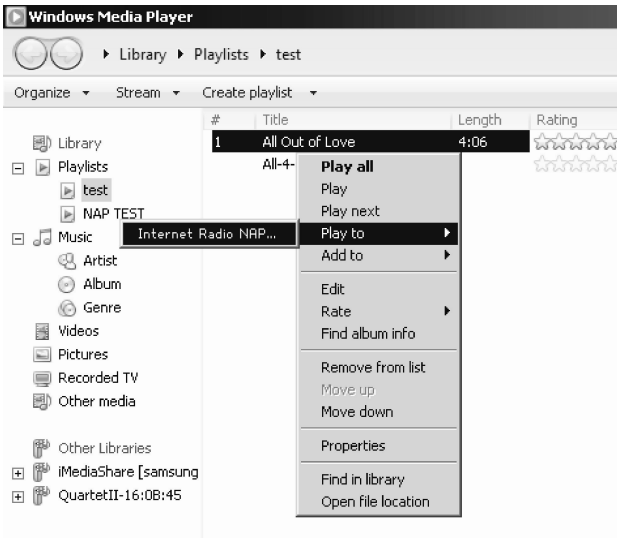 Windows Media Player
Library Playlists test
Organize Stream Create playlist
# Title Length Rating
Library
1 All Out of Love 4:06
Playlists
All-4-
test
NAP TEST
Music
Artist
Album
Genre
Videos
Pictures
Recorded TV
Other media
Other Libraries
iMediaShare [samsung
QuartetII-16:0B:45
Play all
Play
Play next
Play to
Internet Radio NAP...
Add to
Edit
Rate
Find album info
Remove from list
Move up
Move down
Properties
Find in library
Open file location